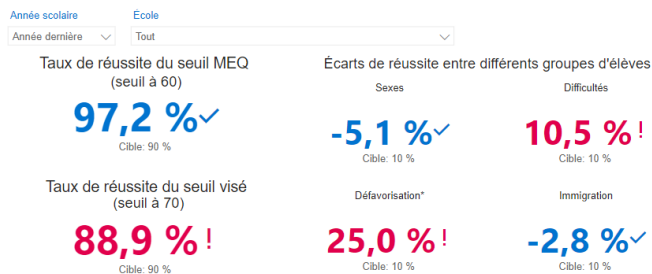 Année scolaire
École
Année dernière
Tout
Taux de réussite du seuil MEQ
(seuil à 60)
97,2 %
Cible: 90 %
Taux de réussite du seuil visé
(seuil à 70)
88,9 % !
Cible: 90 %
Écarts de réussite entre différents groupes d'élèves
Sexes
-5,1 %
Cible: 10 %
Difficultés
10,5 % !
Cible: 10 %
Défavorisation*
25,0 % !
Cible: 10 %
Immigration
-2,8 %
Cible: 10 %